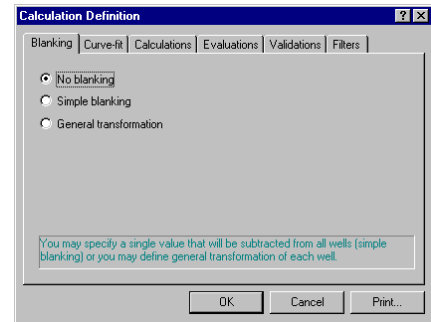 Calculation Definition
Blanking Curve-fit Calculations Evaluations Validations Filters
No blanking
Simple blanking
General transformation
You may specify a single value that will be subtracted from all wells (simple
blanking) or you may define general transformation of each well.
OK Cancel Print...